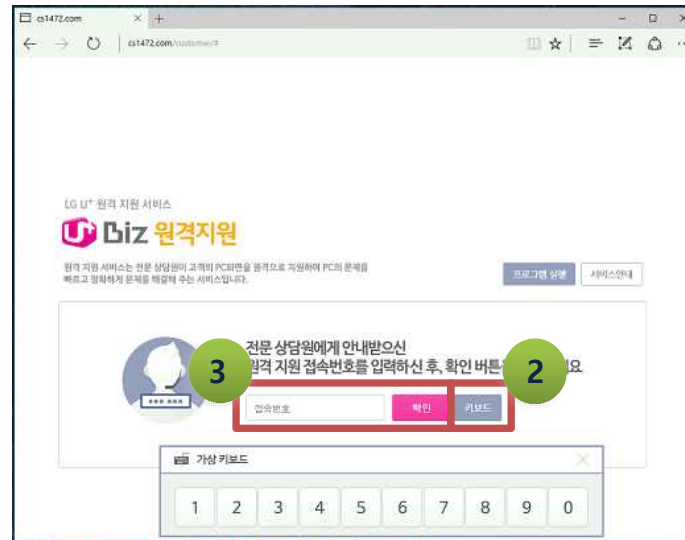 cs1472.com
cs1472.com/customer/#
LG U+ 원격 지원 서비스
U+ Biz 원격지원
원격 지원 서비스는 전문 상담원이 고객의 PC화면을 원격으로 지원하여 PC의 문제를
빠르고 정확하게 문제를 해결해 주는 서비스입니다.
프로그램 실행
서비스안내
전문 상담원에게 안내받으신
원격 지원 접속번호를 입력하신 후, 확인 버튼
요
3
2
접속번호
확인
키보드
가상 키보드
1 2 3 4 5 6 7 8 9 0